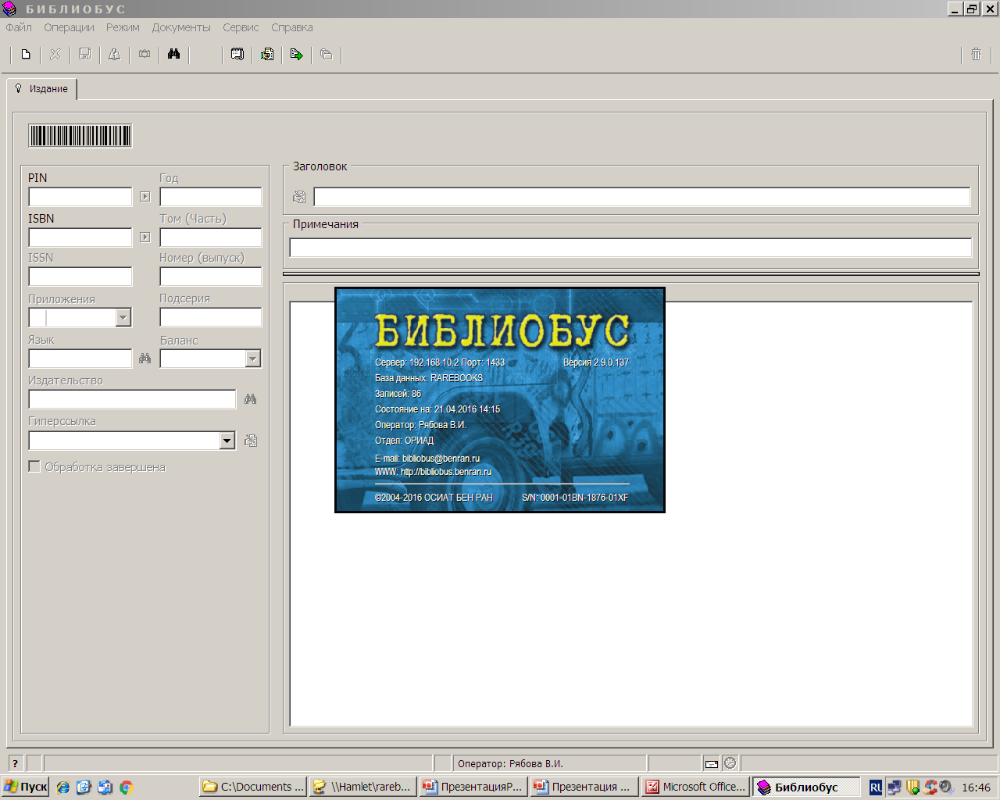 БИБЛИОБУС
Файл Операции Режим Документы Сервис Справка
Издание
PIN Год
ISBN Том (Часть)
ISSN Номер (выпуск)
Приложения Подсерия
Язык Баланс
Издательство
Гиперссылка
Обработка завершена
Заголовок
Примечания
БИБЛИОБУС
Сервер: 192.168.10.2 Порт: 1433 Версия 2.9.0.137
База данных: RAREBOOKS
Записей: 86
Состояние на: 21.04.2016 14:15
Оператор: Рябова В.И.
Отдел: ОРИАД
E-mail: bibliobus@benran.ru
WWW: http://bibliobus.benran.ru
©2004-2016 ОСИАТ БЕН РАН S/N: 0001-01BN-1876-01XF
? Оператор: Рябова В.И.
Пуск C:\Documents ... \\Hamlet\rareb... ПрезентацияР... Презентация ... Microsoft Office... Библиобус RU 16:46